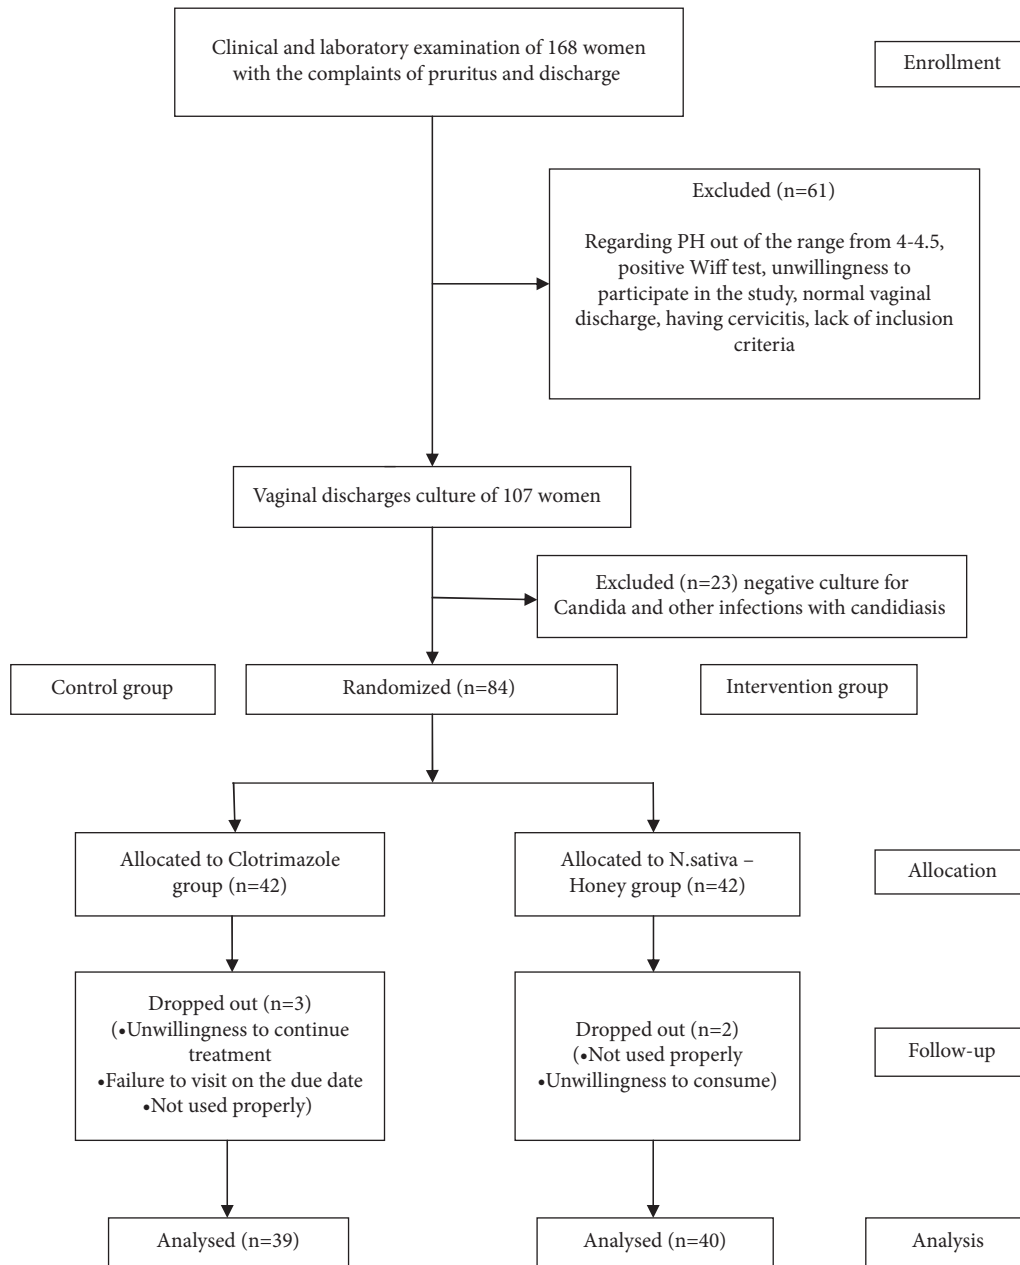 Clinical and laboratory examination of 168 women
with the complaints of pruritus and discharge
Enrollment
Excluded (n=61)
Regarding PH out of the range from 4-4.5,
positive Wiff test, unwillingness to
participate in the study, normal vaginal
discharge, having cervicitis, lack of inclusion
criteria
Vaginal discharges culture of 107 women
Excluded (n=23) negative culture for
Candida and other infections with candidiasis
Control group
Randomized (n=84)
Intervention group
Allocated to Clotrimazole
group (n=42)
Allocated to N.sativa –
Honey group (n=42)
Allocation
Dropped out (n=3)
(•Unwillingness to continue
treatment
•Failure to visit on the due date
•Not used properly)
Dropped out (n=2)
(•Not used properly
•Unwillingness to consume)
Follow-up
Analysed (n=39)
Analysed (n=40)
Analysis